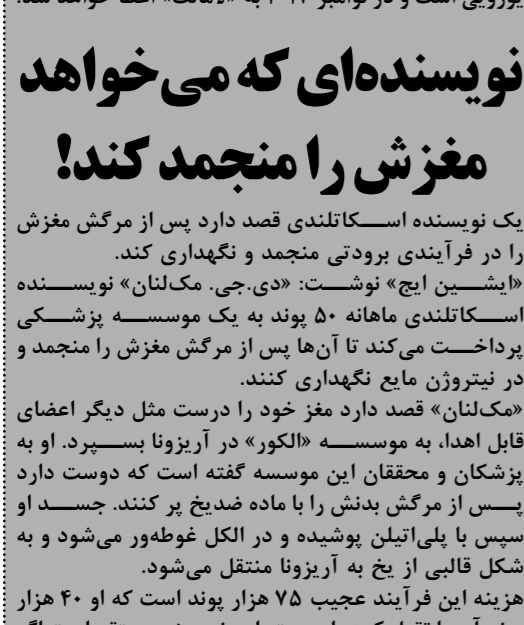 نویسنده‌ای که می‌خواهد
مغزش را منجمد کند!
یک نویسنده اسکاتلندی قصد دارد پس از مرگش مغزش
را در فرآیندی برودتی منجمد و نگهداری کند.
«ایشین ایج» نوشت: «دی.جی. مک‌لنان» نویسنده
اسکاتلندی ماهانه ۵۰ پوند به یک موسسه پزشکی
پرداخت می‌کند تا آن‌ها پس از مرگش مغزش را منجمد و
در نیتروژن مایع نگهداری کنند.
«مک‌لنان» قصد دارد مغز خود را درست مثل دیگر اعضای
قابل اهدا، به موسسه «الکور» در آریزونا بسپرد. او به
پزشکان و محققان این موسسه گفته است که دوست دارد
پس از مرگش بدنش را با ماده ضدیخ پر کنند. جسد او
سپس با پلی‌اتیلن پوشیده و در الکل غوطه‌ور می‌شود و به
شکل قالبی از یخ به آریزونا منتقل می‌شود.
هزینه این فرآیند عجیب ۷۵ هزار پوند است که او ۴۰ هزار